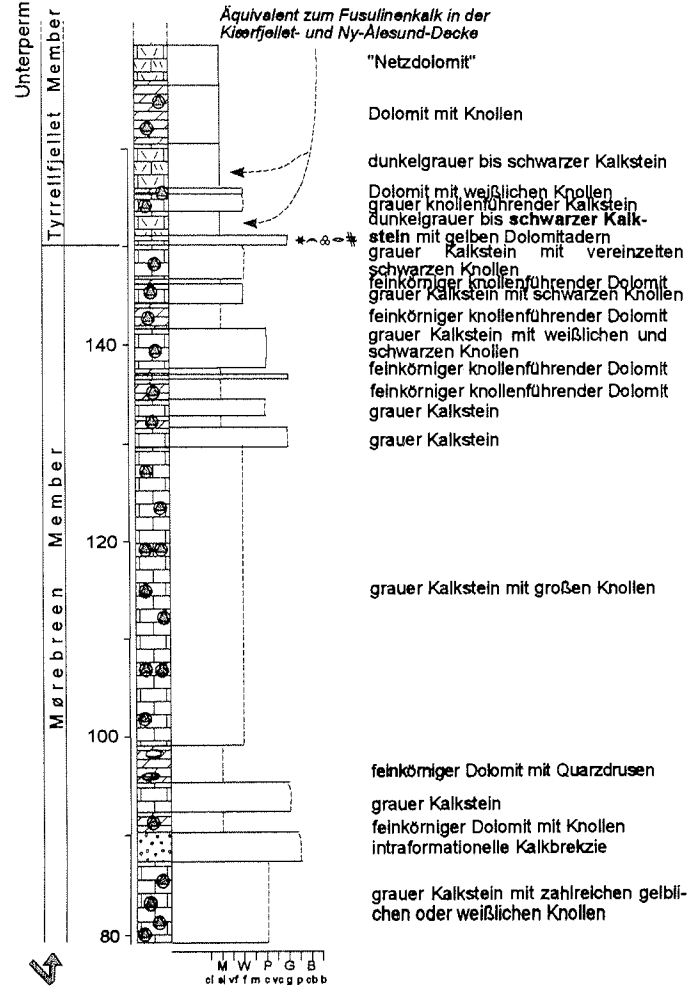 Äquivalent zum Fusulinenkalk in der
Kiærfjellet- und Ny-Ålesund-Decke
Unterperm
Tyrrellfjellet Member
Mørebreen Member
"Netzdolomit"
Dolomit mit Knollen
dunkelgrauer bis schwarzer Kalkstein
Dolomit mit weißlichen Knollen
grauer knollenführender Kalkstein
dunkelgrauer bis schwarzer Kalk-
stein mit gelben Dolomitadern
grauer Kalkstein mit vereinzelten
schwarzen Knollen
feinkörniger knollenführender Dolomit
grauer Kalkstein mit schwarzen Knollen
feinkörniger knollenführender Dolomit
140
grauer Kalkstein mit weißlichen und
schwarzen Knollen
feinkörniger knollenführender Dolomit
feinkörniger knollenführender Dolomit
grauer Kalkstein
grauer Kalkstein
120
grauer Kalkstein mit großen Knollen
100
feinkörniger Dolomit mit Quarzdrusen
grauer Kalkstein
feinkörniger Dolomit mit Knollen
intraformationelle Kalkbrekzie
grauer Kalkstein mit zahlreichen gelbli-
chen oder weißlichen Knollen
80
M W P G B
cl sl vf f m c vc g p cb b